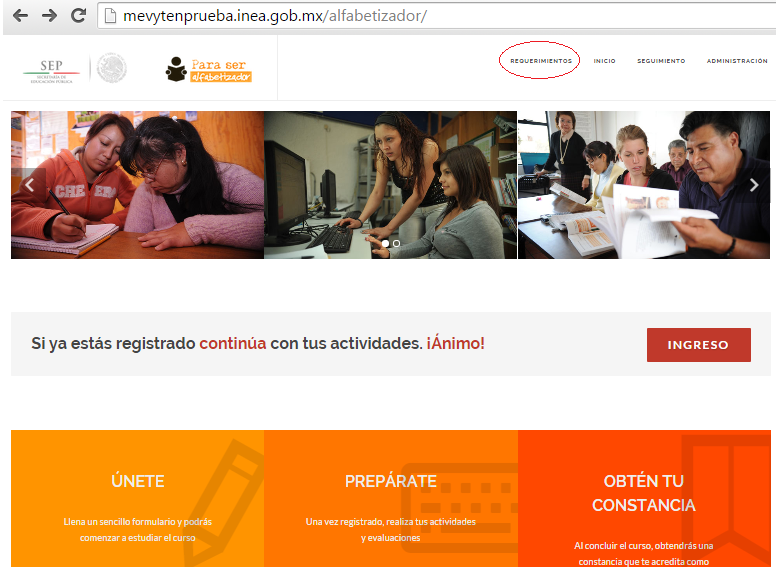 mevytenprueba.inea.gob.mx/alfabetizador/
SEP
SECRETARÍA DE
EDUCACIÓN PÚBLICA
Para ser
alfabetizador
REQUERIMIENTOS INICIO SEGUIMIENTO ADMINISTRACIÓN
Si ya estás registrado continúa con tus actividades. ¡Ánimo!
INGRESO
ÚNETE
Llena un sencillo formulario y podrás
comenzar a estudiar el curso
PREPÁRATE
Una vez registrado, realiza tus actividades
y evaluaciones
OBTÉN TU
CONSTANCIA
Al concluir el curso, obtendrás una
constancia que te acredita como